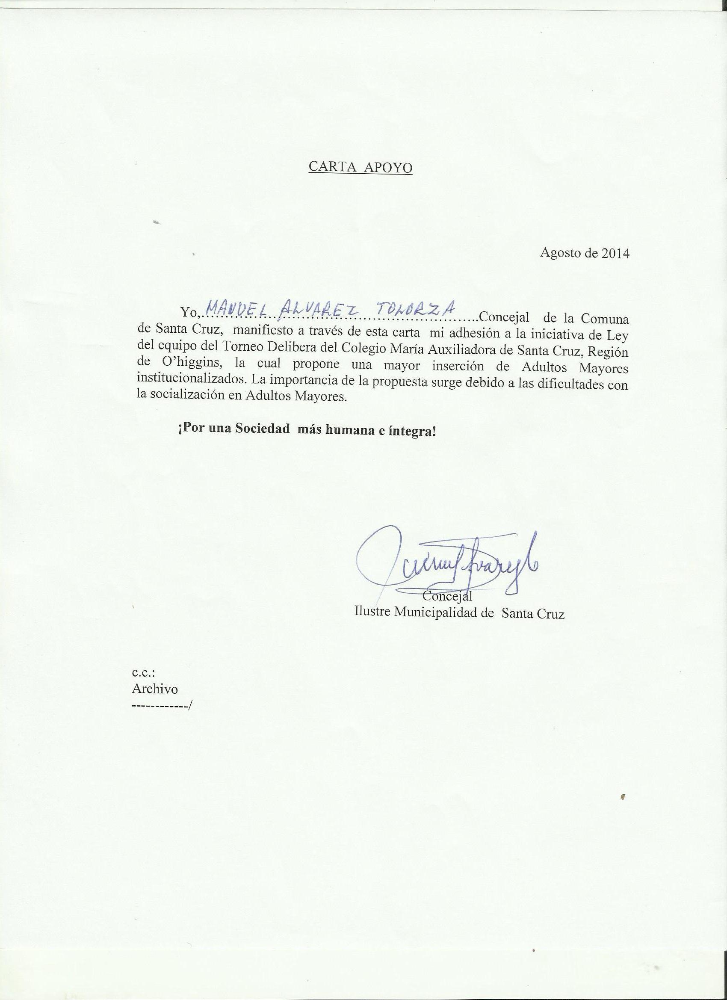 CARTA APOYO
Agosto de 2014
Yo, MANUEL ALVAREZ TOLORZA Concejal de la Comuna
de Santa Cruz, manifiesto a través de esta carta mi adhesión a la iniciativa de Ley
del equipo del Torneo Delibera del Colegio María Auxiliadora de Santa Cruz, Región
de O’higgins, la cual propone una mayor inserción de Adultos Mayores
institucionalizados. La importancia de la propuesta surge debido a las dificultades con
la socialización en Adultos Mayores.
¡Por una Sociedad más humana e íntegra!
Concejal
Ilustre Municipalidad de Santa Cruz
c.c.:
Archivo
------------/